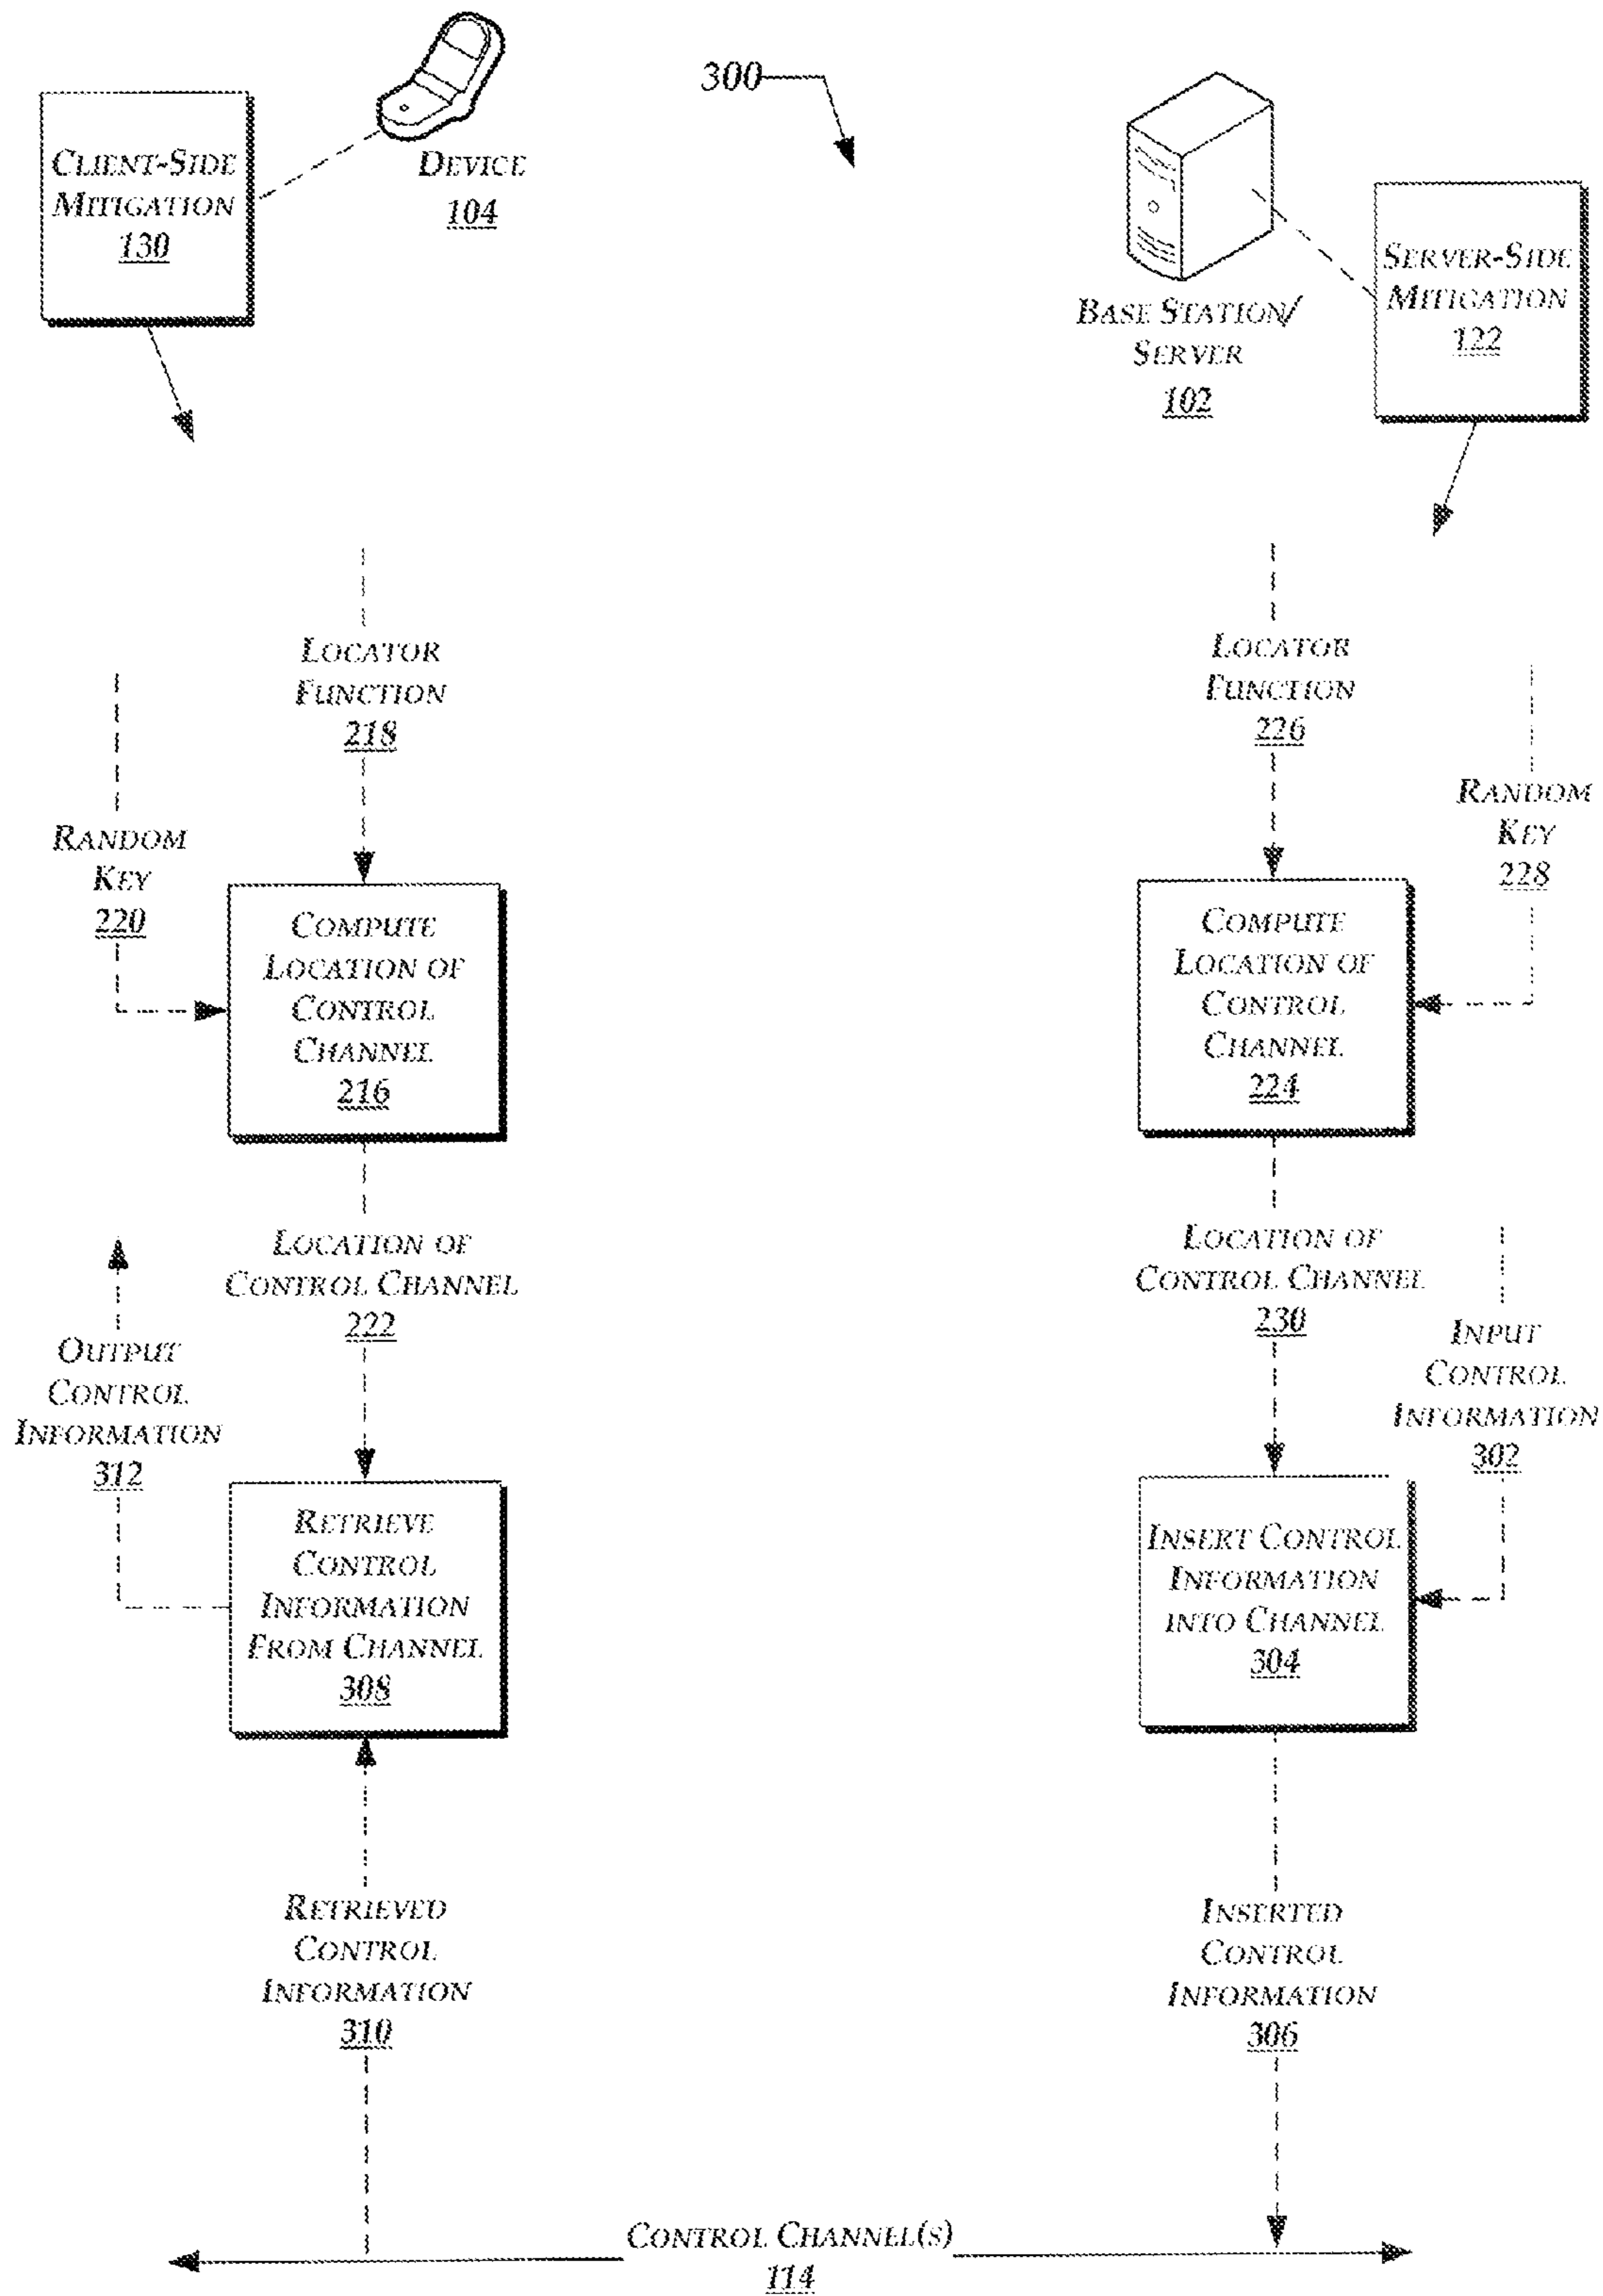 300
CLIENT-SIDE
MITIGATION
130
DEVICE
104
BASE STATION/
SERVER
102
SERVER-SIDE
MITIGATION
122
LOCATOR
FUNCTION
218
RANDOM
KEY
220
COMPUTE
LOCATION OF
CONTROL
CHANNEL
216
LOCATOR
FUNCTION
226
RANDOM
KEY
228
COMPUTE
LOCATION OF
CONTROL
CHANNEL
224
LOCATION OF
CONTROL CHANNEL
222
OUTPUT
CONTROL
INFORMATION
312
RETRIEVE
CONTROL
INFORMATION
FROM CHANNEL
308
LOCATION OF
CONTROL CHANNEL
230
INPUT
CONTROL
INFORMATION
302
INSERT CONTROL
INFORMATION
INTO CHANNEL
304
RETRIEVED
CONTROL
INFORMATION
310
INSERTED
CONTROL
INFORMATION
306
CONTROL CHANNEL(S)
114